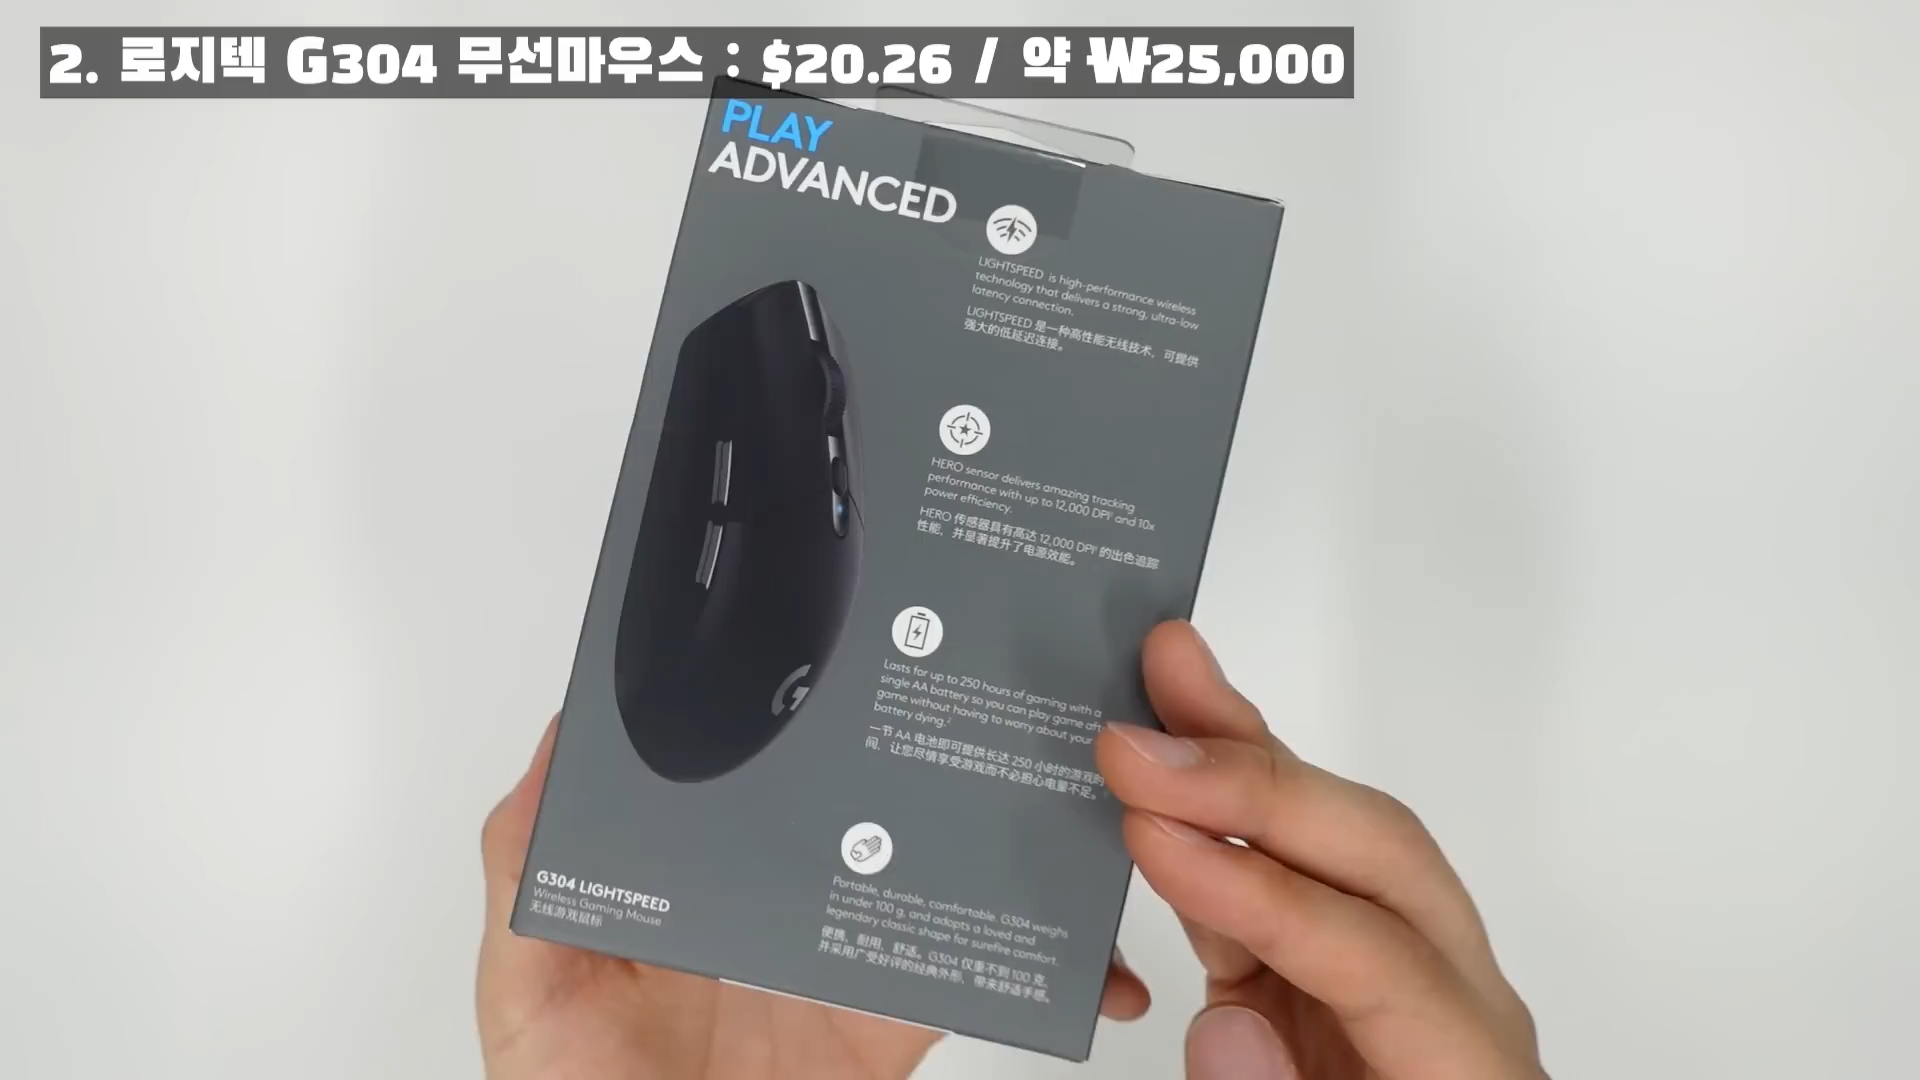 2. 로지텍 G304 무선마우스 : $20.26 / 약 ₩25,000
PLAY
ADVANCED
LIGHTSPEED is high-performance wireless
technology that delivers a strong, ultra-low
latency connection.
LIGHTSPEED 是一种高性能无线技术，可提供
强大的低延迟连接。
HERO sensor delivers amazing tracking
performance with up to 12,000 DPI¹ and 10x
power efficiency.
HERO 传感器具有高达 12,000 DPI¹ 的出色追踪
性能，并显著提升了电源效能。
Lasts for up to 250 hours of gaming with a
single AA battery so you can play game aft
game without having to worry about your
battery dying.²
一节 AA 电池即可提供长达 250 小时的游戏时
间，让您尽情享受游戏而不必担心电量不足。
Portable, durable, comfortable. G304 weighs
in under 100 g, and adopts a loved and
legendary classic shape for surefire comfort.
便携，耐用，舒适。G304 仅重不到 100 克，
并采用广受好评的经典外形，带来舒适手感。
G304 LIGHTSPEED
Wireless Gaming Mouse
无线游戏鼠标